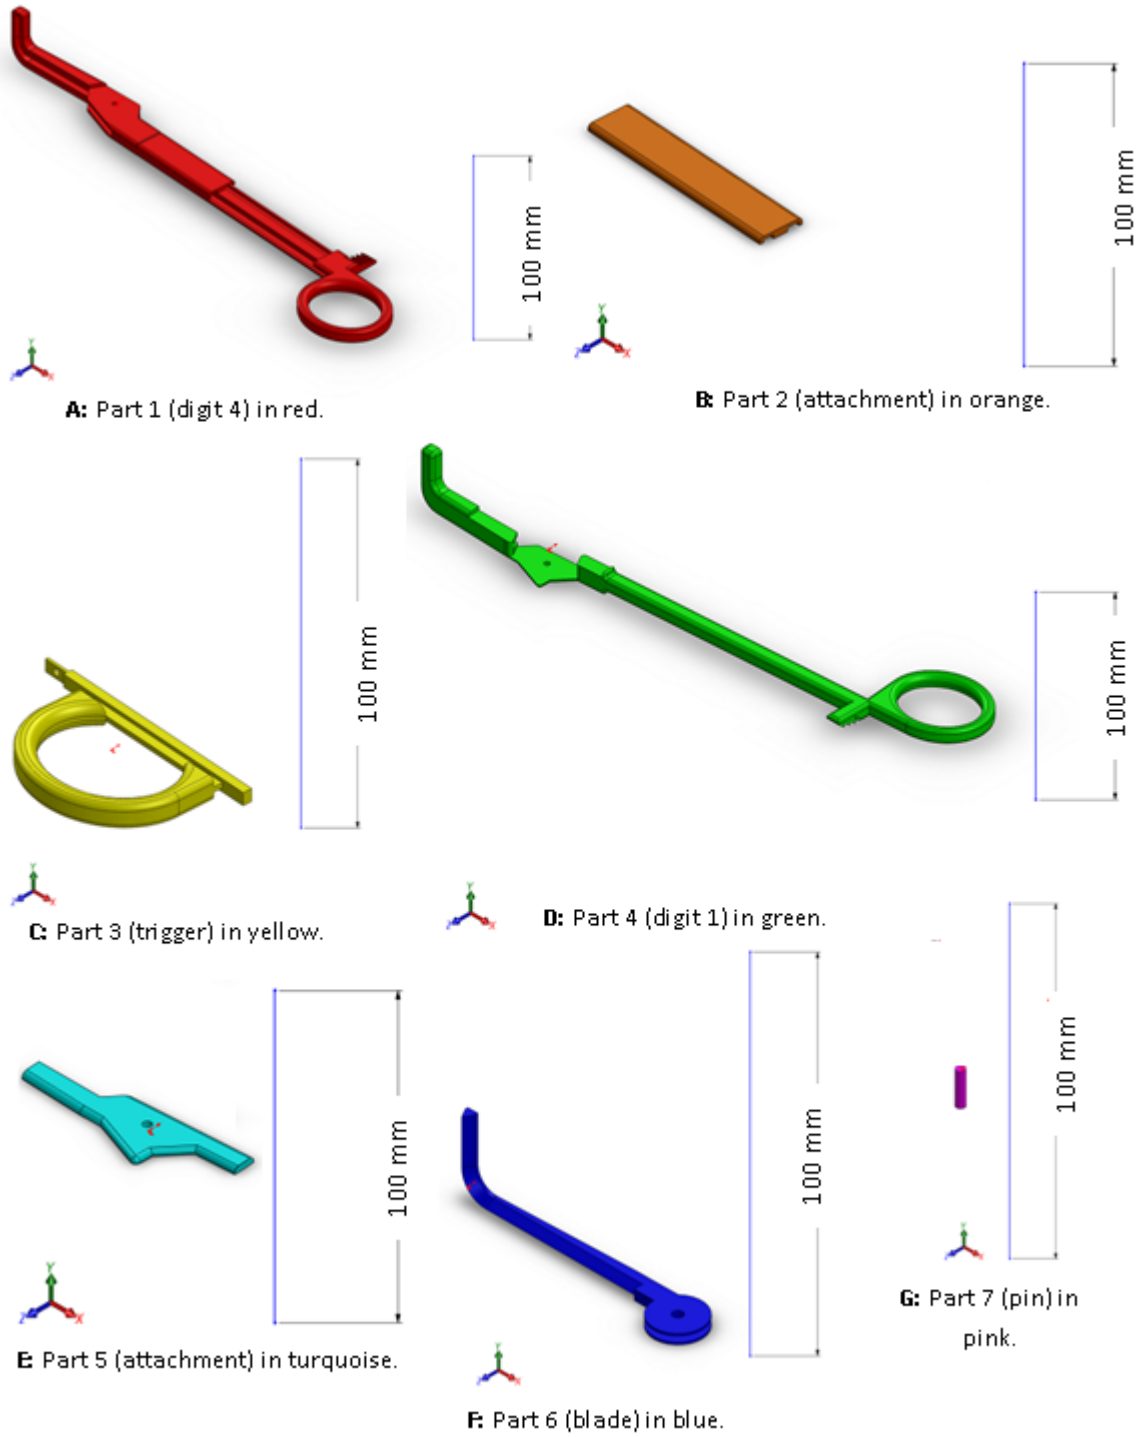 100 mm
100 mm
Y
Z
X
Y
Z
X
A: Part 1 (digit 4) in red.
B: Part 2 (attachment) in orange.
100 mm
100 mm
Y
Z
X
Y
Z
X
C: Part 3 (trigger) in yellow.
D: Part 4 (digit 1) in green.
100 mm
100 mm
100 mm
Y
Z
X
Y
Z
X
Y
Z
X
E: Part 5 (attachment) in turquoise.
F: Part 6 (blade) in blue.
G: Part 7 (pin) in
pink.